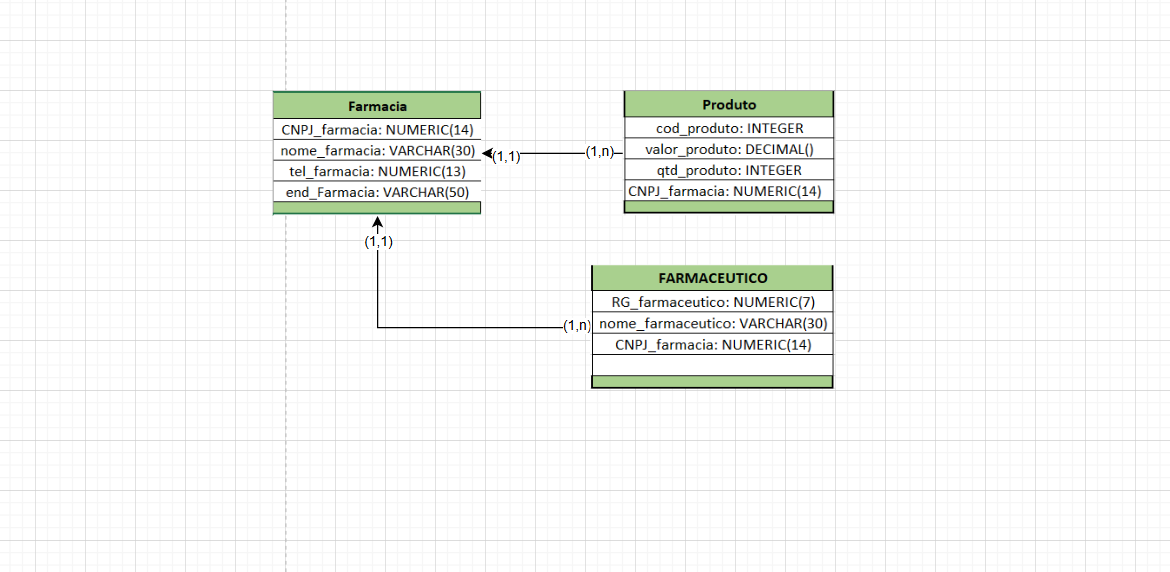 Farmacia
CNPJ_farmacia: NUMERIC(14)
nome_farmacia: VARCHAR(30)
tel_farmacia: NUMERIC(13)
end_Farmacia: VARCHAR(50)
(1,1)
(1,n)
Produto
cod_produto: INTEGER
valor_produto: DECIMAL()
qtd_produto: INTEGER
CNPJ_farmacia: NUMERIC(14)
(1,1)
(1,n)
FARMACEUTICO
RG_farmaceutico: NUMERIC(7)
nome_farmaceutico: VARCHAR(30)
CNPJ_farmacia: NUMERIC(14)